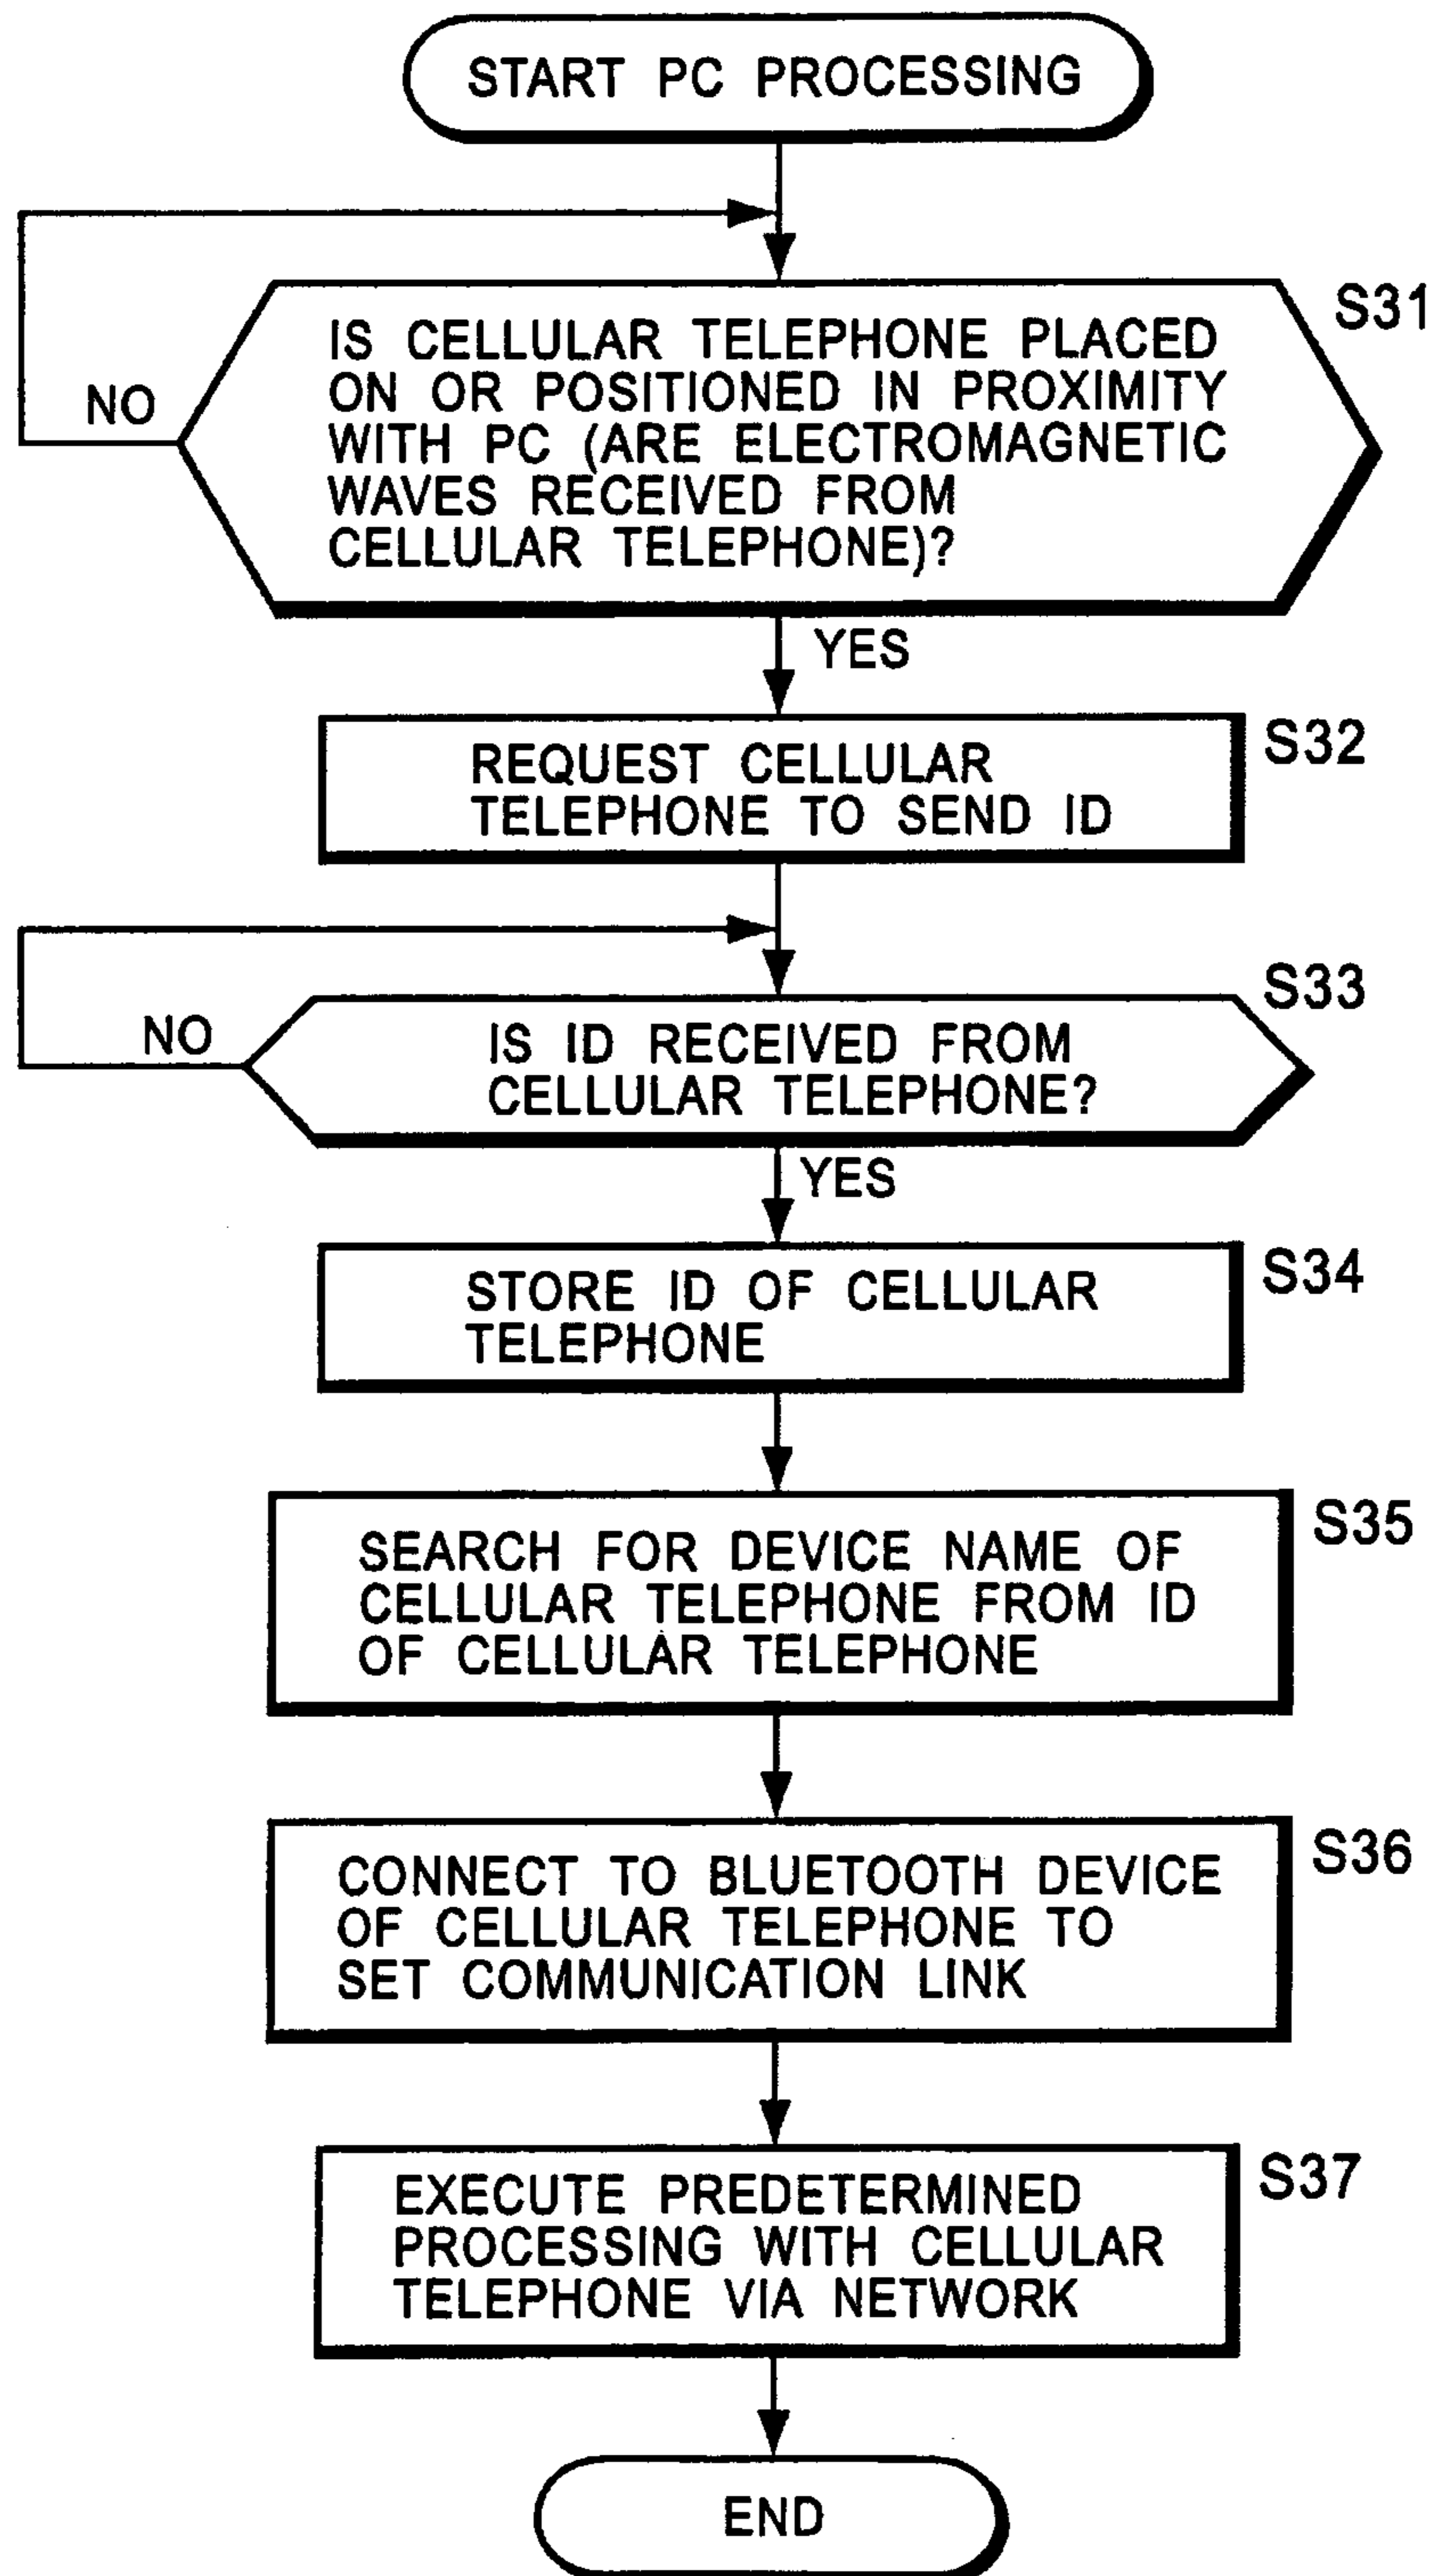 START PC PROCESSING
S31
IS CELLULAR TELEPHONE PLACED
ON OR POSITIONED IN PROXIMITY
WITH PC (ARE ELECTROMAGNETIC
WAVES RECEIVED FROM
CELLULAR TELEPHONE)?
NO
YES
S32
REQUEST CELLULAR
TELEPHONE TO SEND ID
S33
NO
IS ID RECEIVED FROM
CELLULAR TELEPHONE?
YES
S34
STORE ID OF CELLULAR
TELEPHONE
S35
SEARCH FOR DEVICE NAME OF
CELLULAR TELEPHONE FROM ID
OF CELLULAR TELEPHONE
S36
CONNECT TO BLUETOOTH DEVICE
OF CELLULAR TELEPHONE TO
SET COMMUNICATION LINK
S37
EXECUTE PREDETERMINED
PROCESSING WITH CELLULAR
TELEPHONE VIA NETWORK
END